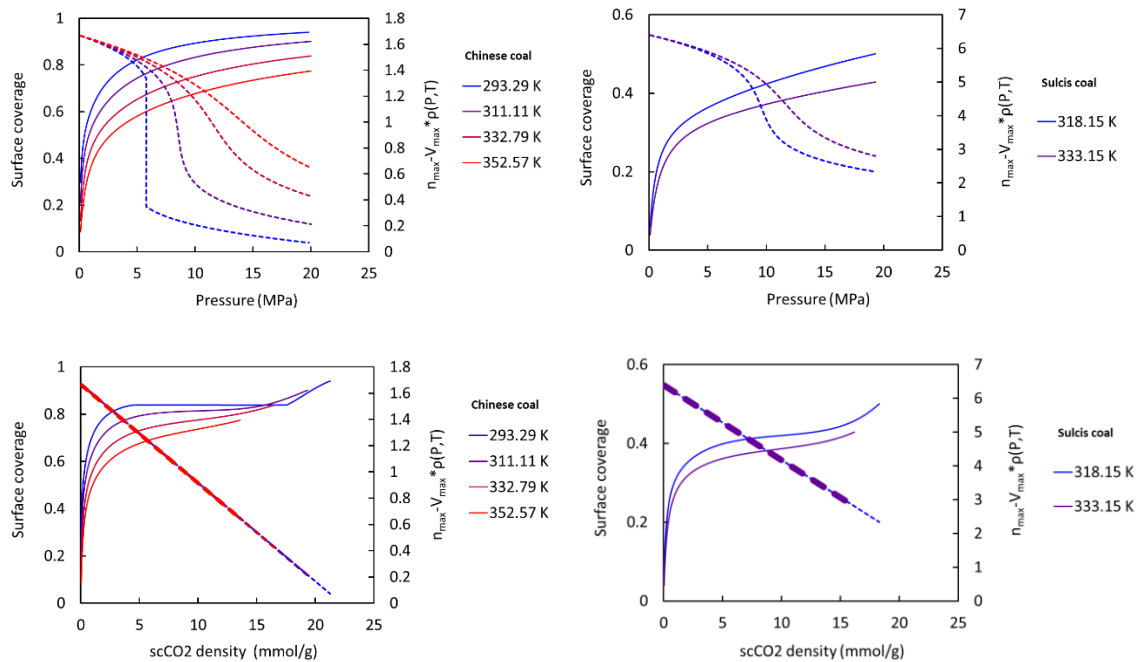 Surface coverage
1
0.8
0.6
0.4
0.2
0
0 5 10 15 20 25
Pressure (MPa)
1.8
1.6
1.4
1.2
1
0.8
0.6
0.4
0.2
0
nmax-Vmax*ρ(P,T)
Chinese coal
293.29 K
311.11 K
332.79 K
352.57 K
Surface coverage
0.6
0.4
0.2
0
0 5 10 15 20 25
Pressure (MPa)
7
6
5
4
3
2
1
0
nmax-Vmax*ρ(P,T)
Sulcis coal
318.15 K
333.15 K
Surface coverage
1
0.8
0.6
0.4
0.2
0
0 5 10 15 20 25
scCO2 density (mmol/g)
1.8
1.6
1.4
1.2
1
0.8
0.6
0.4
0.2
0
nmax-Vmax*ρ(P,T)
Chinese coal
293.29 K
311.11 K
332.79 K
352.57 K
Surface coverage
0.6
0.4
0.2
0
0 5 10 15 20 25
scCO2 density (mmol/g)
7
6
5
4
3
2
1
0
nmax-Vmax*ρ(P,T)
Sulcis coal
318.15 K
333.15 K